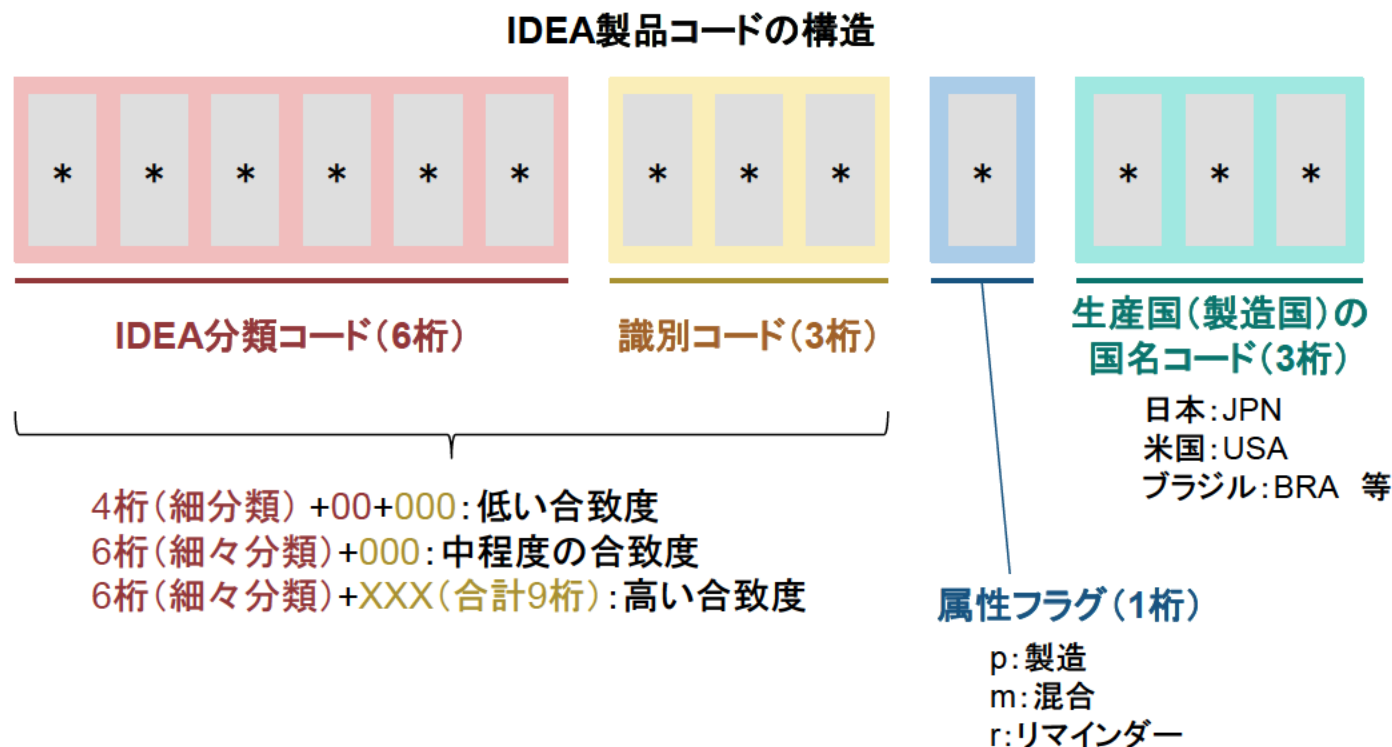 IDEA製品コードの構造
* * * * * * * * * * * * *
IDEA分類コード(6桁)
識別コード(3桁)
生産国(製造国)の
国名コード(3桁)
日本:JPN
米国:USA
ブラジル:BRA 等
4桁(細分類) +00+000:低い合致度
6桁(細々分類)+000:中程度の合致度
6桁(細々分類)+XXX(合計9桁):高い合致度
属性フラグ(1桁)
p:製造
m:混合
r:リマインダー